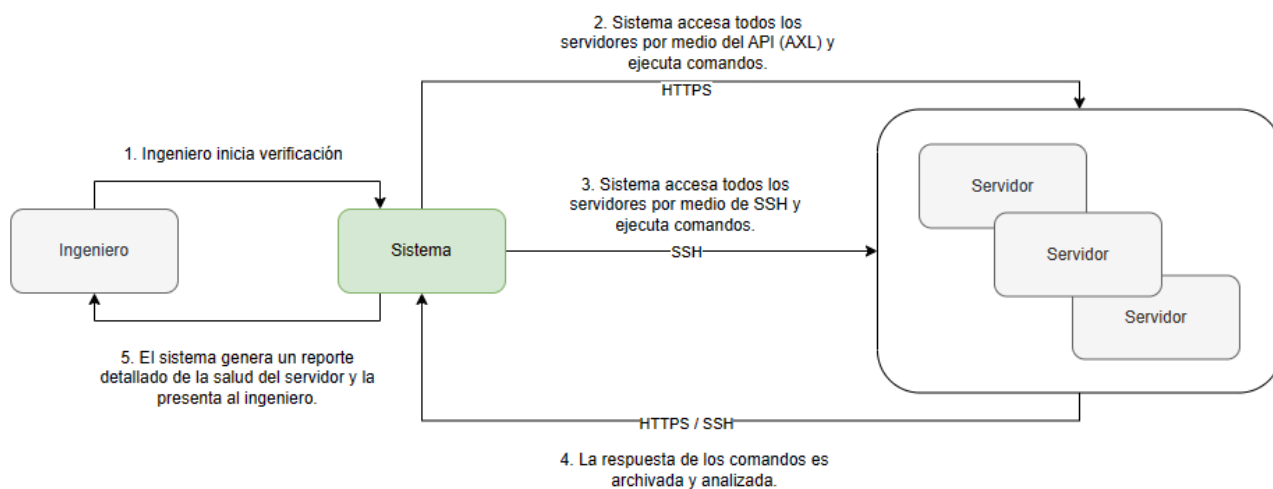 2. Sistema accesa todos los
servidores por medio del API (AXL) y
ejecuta comandos.
HTTPS
1. Ingeniero inicia verificación
3. Sistema accesa todos los
servidores por medio de SSH y
ejecuta comandos.
SSH
Ingeniero
Sistema
Servidor
Servidor
Servidor
5. El sistema genera un reporte
detallado de la salud del servidor y la
presenta al ingeniero.
HTTPS / SSH
4. La respuesta de los comandos es
archivada y analizada.